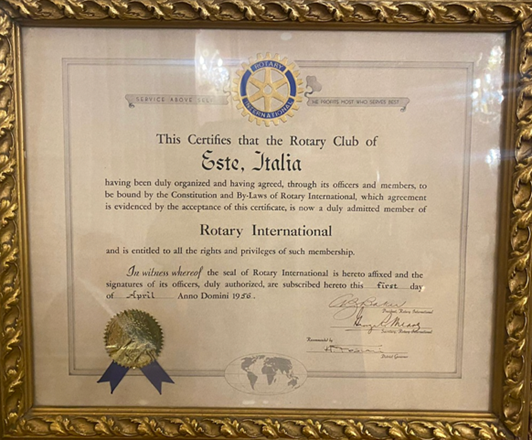 ROTARY
INTERNATIONAL
SERVICE ABOVE SELF
HE PROFITS MOST WHO SERVES BEST
This Certifies that the Rotary Club of
Este, Italia
having been duly organized and having agreed, through its officers and members, to
be bound by the Constitution and By-Laws of Rotary International, which agreement
is evidenced by the acceptance of this certificate, is now a duly admitted member of
Rotary International
and is entitled to all the rights and privileges of such membership.
In witness whereof the seal of Rotary International is hereto affixed and the
signatures of its officers, duly authorized, are subscribed hereto this first day
of April Anno Domini 1956.
President, Rotary International
Secretary, Rotary International
Recommended by
District Governor